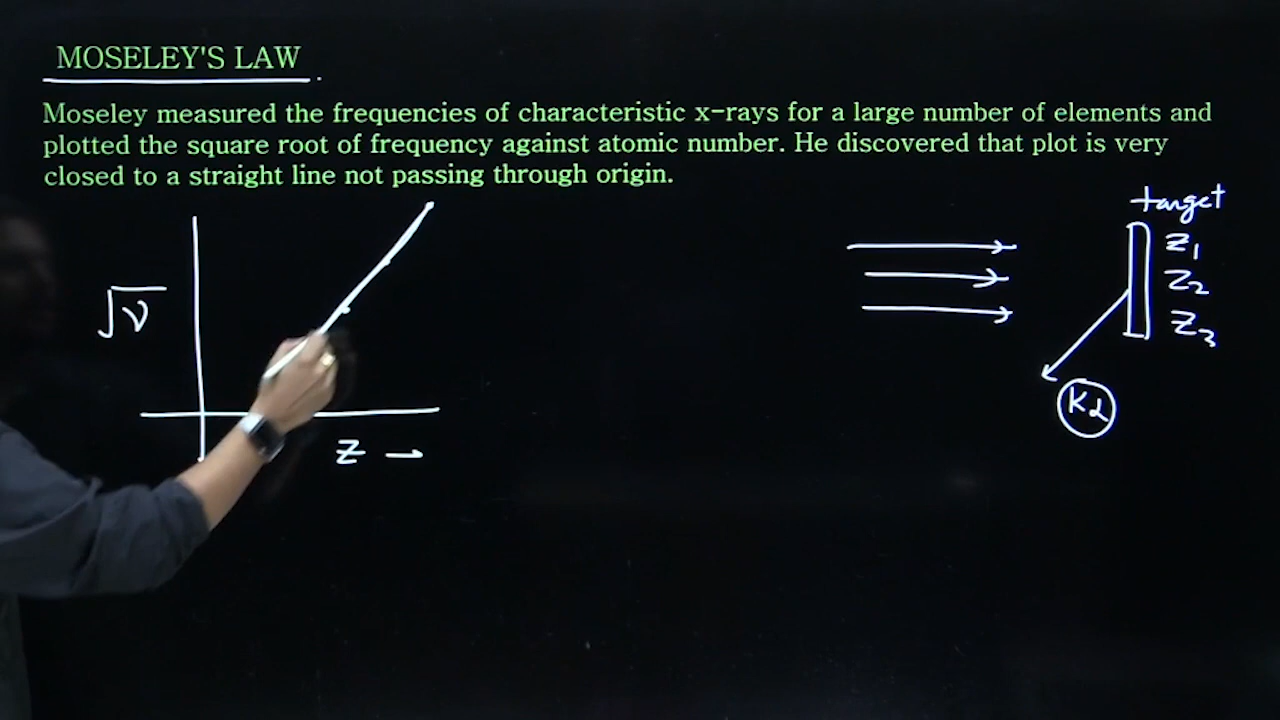 MOSELEY'S LAW
Moseley measured the frequencies of characteristic x-rays for a large number of elements and
plotted the square root of frequency against atomic number. He discovered that plot is very
closed to a straight line not passing through origin.
target
Z1
Z2
Z3
√ν
Kα
Z →